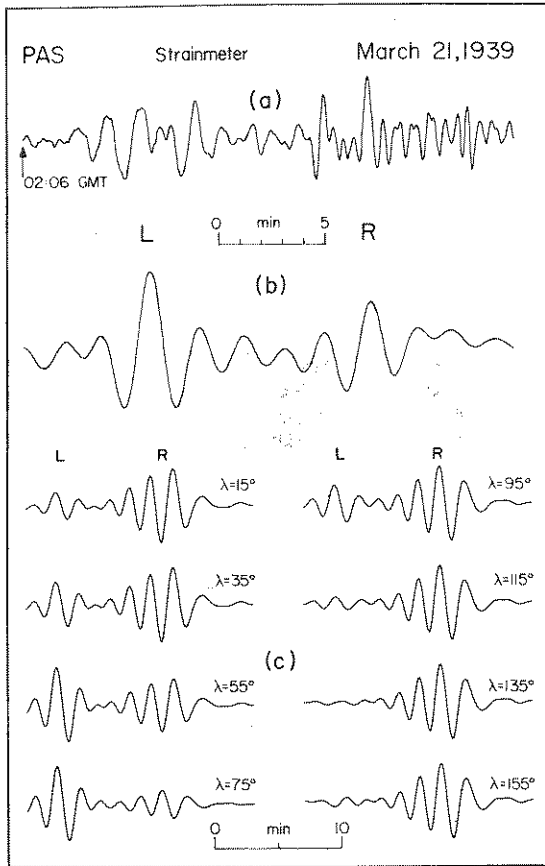 PAS Strainmeter March 21, 1939
(a)
02:06 GMT
0 min 5
L R
(b)
L R L R
λ=15° λ=95°
λ=35° λ=115°
(c)
λ=55° λ=135°
λ=75° λ=155°
0 min 10